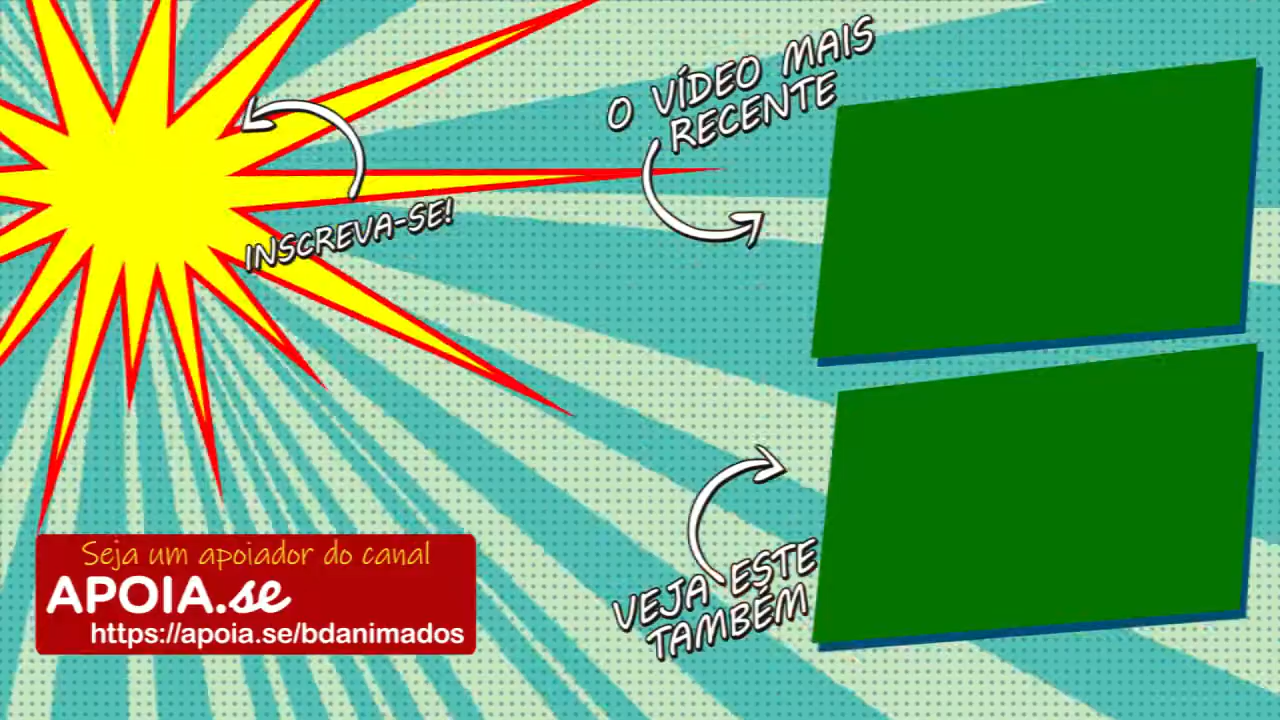 O VÍDEO MAIS
RECENTE
INSCREVA-SE!
VEJA ESTE
TAMBÉM
Seja um apoiador do canal
APOIA.se
https://apoia.se/bdanimados